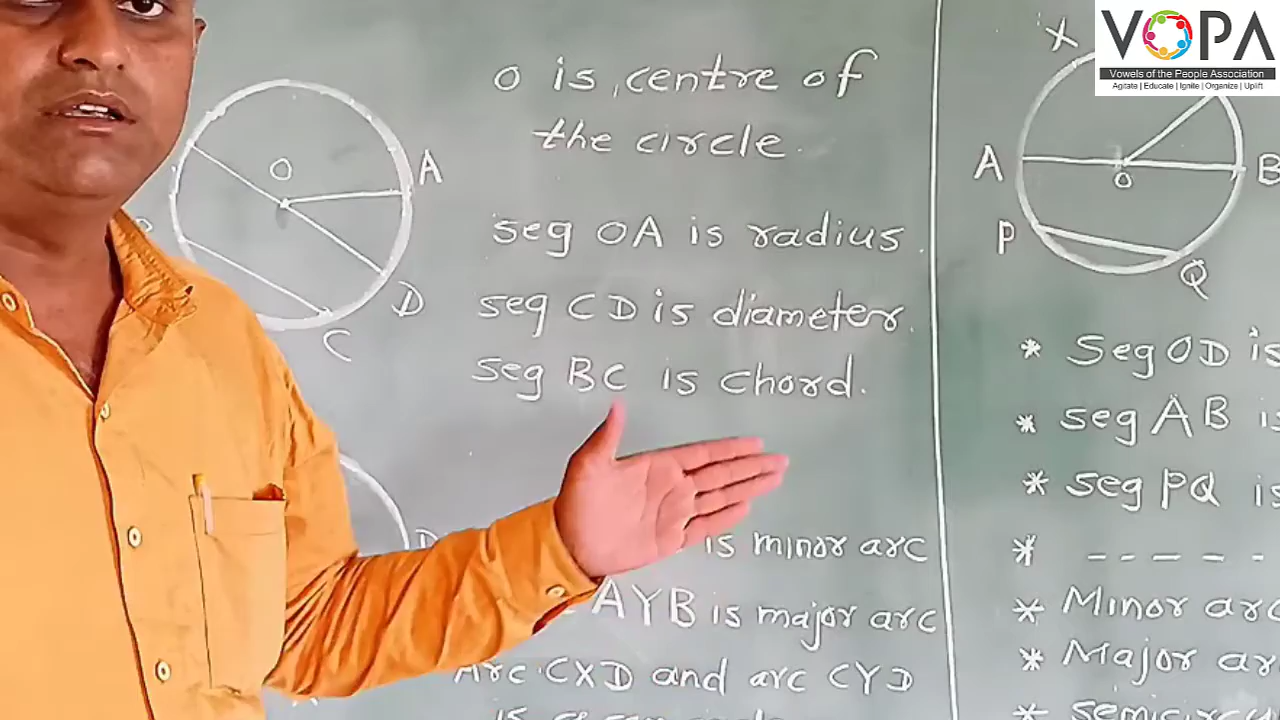 VOPA
Vowels of the People Association
Agitate | Educate | Ignite | Organize | Uplift
O
A
D
C
O is centre of
the circle.
seg OA is radius.
seg CD is diameter.
seg BC is chord.
D
is minor arc
AYB is major arc
Arc CXD and arc CYD
is
X
A
B
O
P
Q
* Seg OD is
* seg AB is
* seg PQ is
* - - - - -
* Minor arc
* Major ar
*